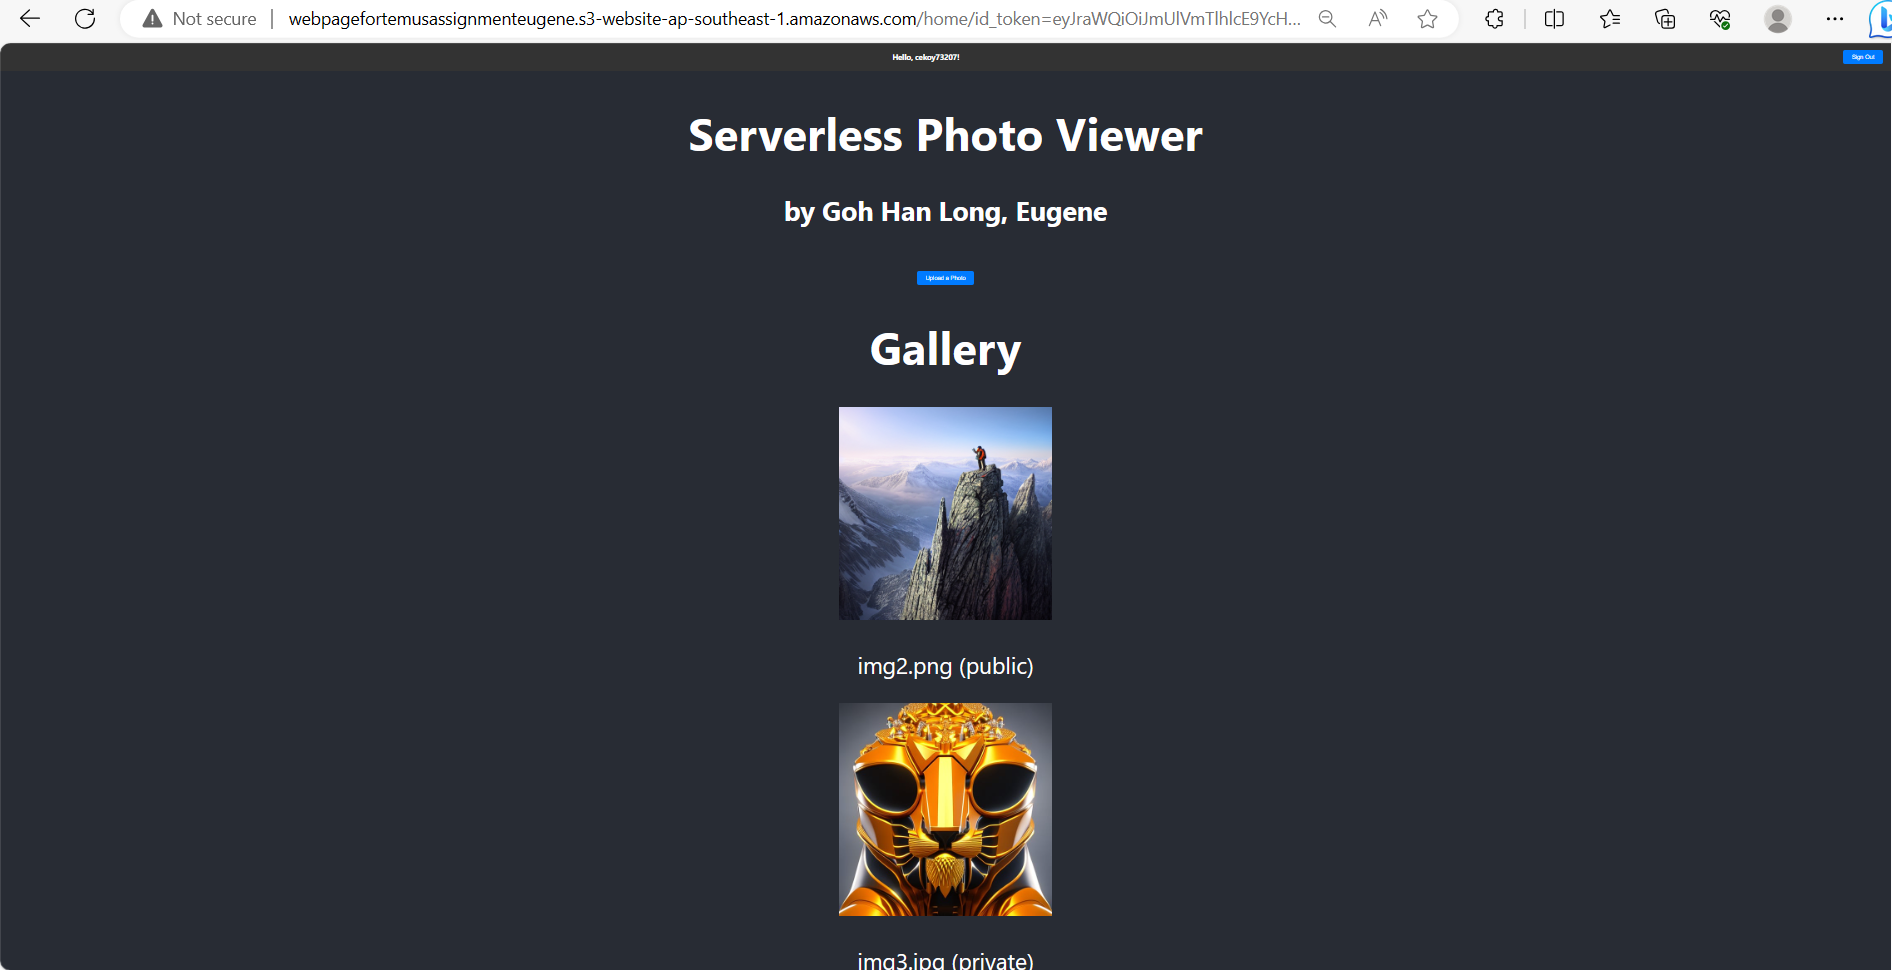 Not secure
webpagefortemusassignmenteugene.s3-website-ap-southeast-1.amazonaws.com/home/id_token=eyJraWQiOiJmUlVmTlhlcE9YcH...
Hello, cekoy73207!
Sign Out
Serverless Photo Viewer
by Goh Han Long, Eugene
Upload a Photo
Gallery
img2.png (public)
img3.jpg (private)